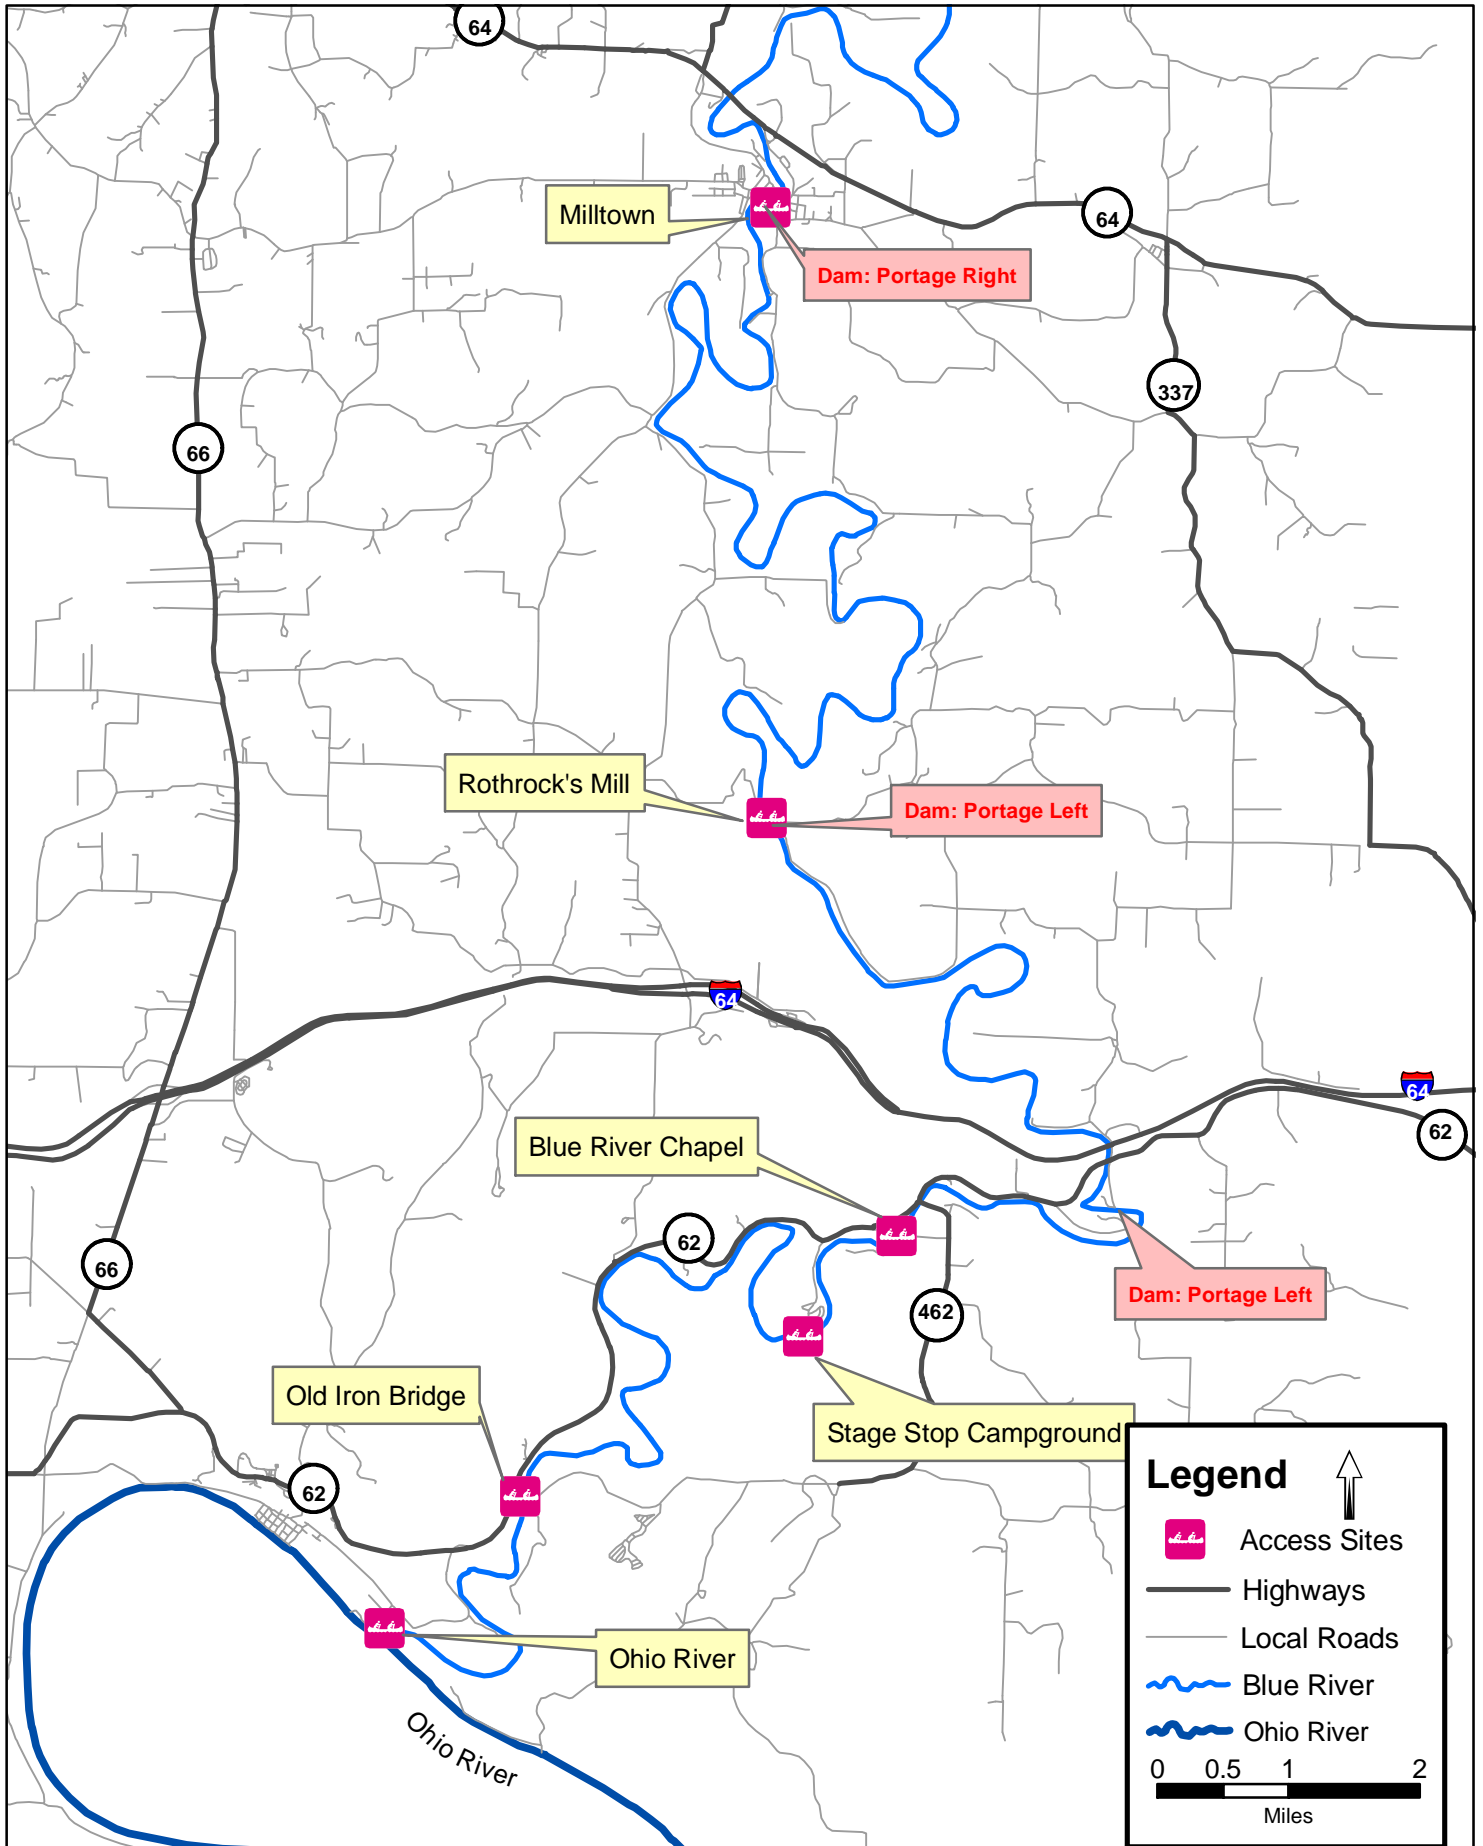 64
Milltown
64
Dam: Portage Right
337
66
Rothrock's Mill
Dam: Portage Left
64
64
62
Blue River Chapel
62
66
Dam: Portage Left
462
Old Iron Bridge
Stage Stop Campground
62
Ohio River
Ohio River
Legend
Access Sites
Highways
Local Roads
Blue River
Ohio River
0 0.5 1 2
Miles